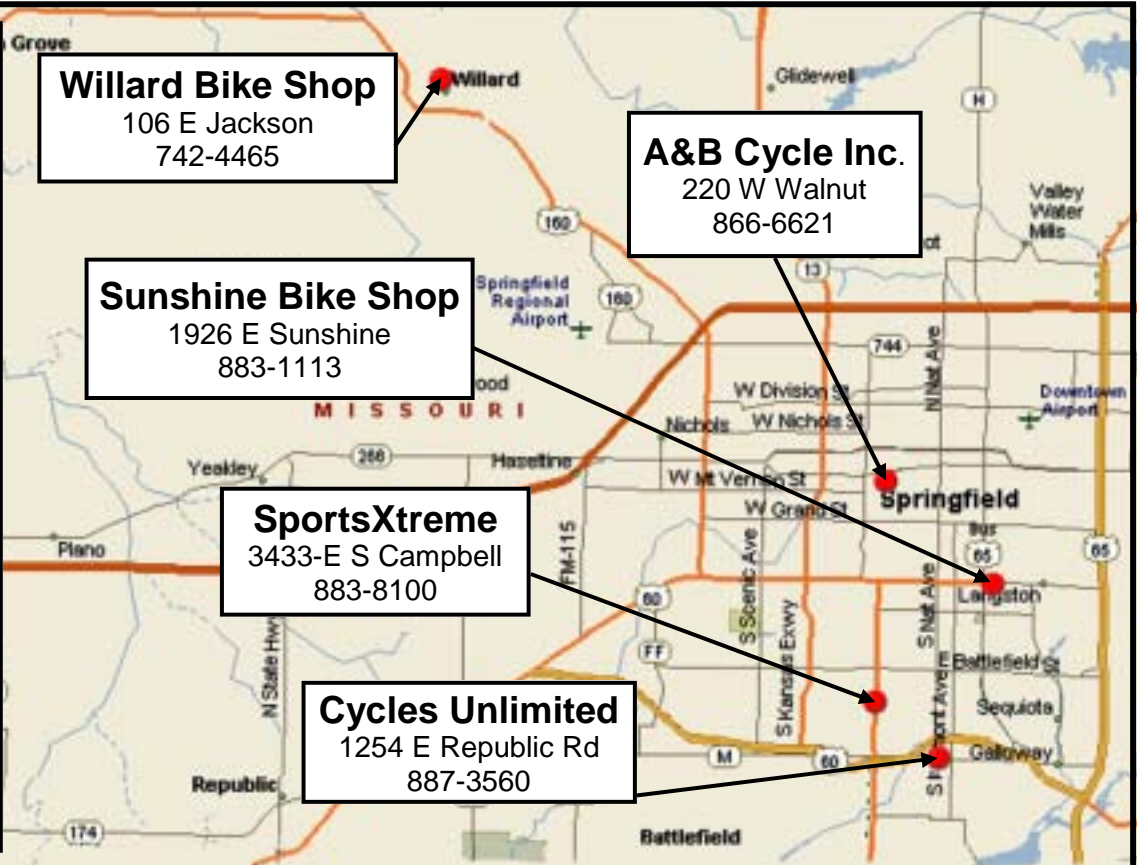 Grove
Willard Bike Shop
106 E Jackson
742-4465
Willard
Glidewell
H
A&B Cycle Inc.
220 W Walnut
866-6621
Valley
Water
Mills
160
13
Sunshine Bike Shop
1926 E Sunshine
883-1113
Springfield
Regional
Airport
160
744
N Nat Ave
W Division St
Downtown
Airport
MISSOURI
Nichols
W Nichols St
266
Haseltine
Yeakley
W Mt Vernon St
Springfield
W Grand St
SportsXtreme
3433-E S Campbell
883-8100
Plano
FM-115
Bus
65
65
S Scenic Ave
60
Langston
S Nat Ave
S Kansas Expy
FF
Battlefield
N State Hwy
Cycles Unlimited
1254 E Republic Rd
887-3560
Sequiota
M
60
Galloway
Republic
174
Battlefield